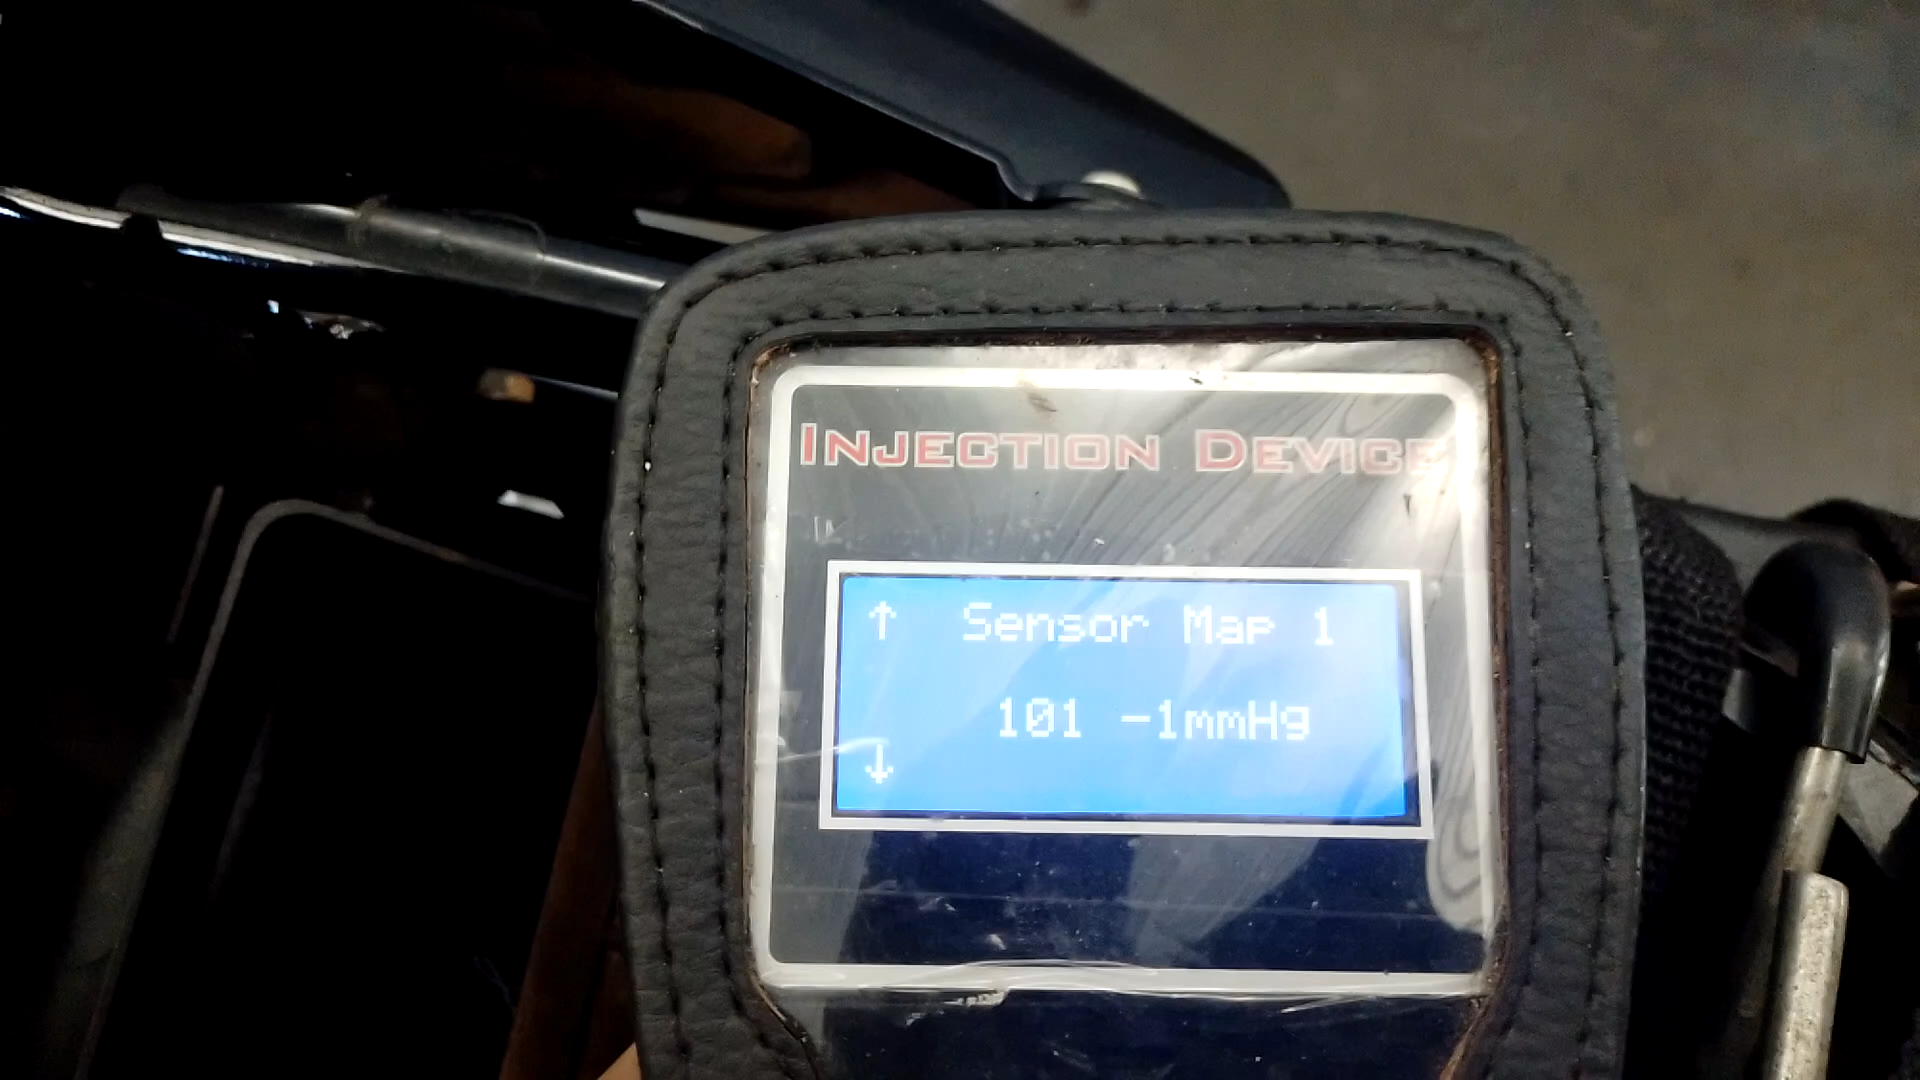 INJECTION DEVICE
↑ Sensor Map 1
101 -1mmHg
↓